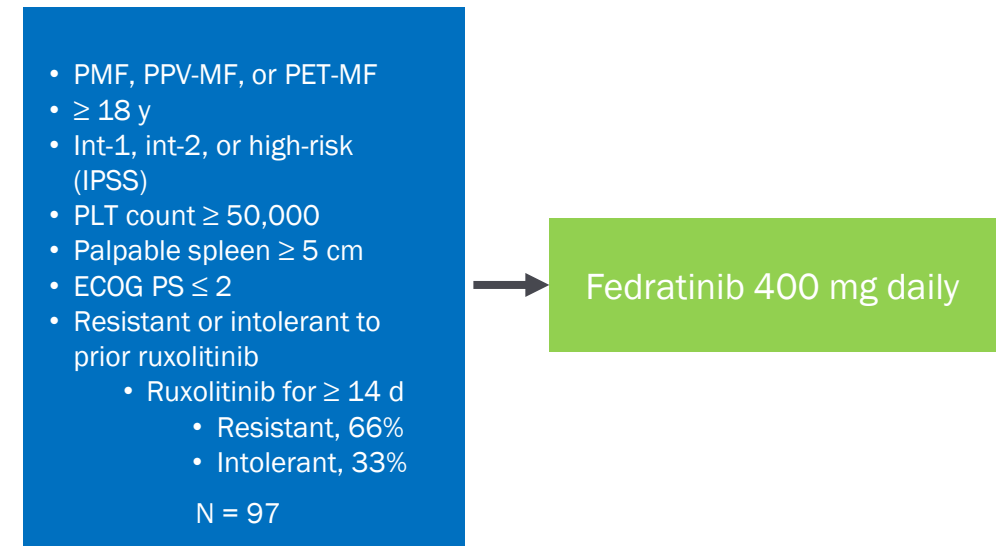 • PMF, PPV-MF, or PET-MF
• ≥ 18 y
• Int-1, int-2, or high-risk
(IPSS)
• PLT count ≥ 50,000
• Palpable spleen ≥ 5 cm
• ECOG PS ≤ 2
• Resistant or intolerant to
prior ruxolitinib
• Ruxolitinib for ≥ 14 d
• Resistant, 66%
• Intolerant, 33%
N = 97
Fedratinib 400 mg daily